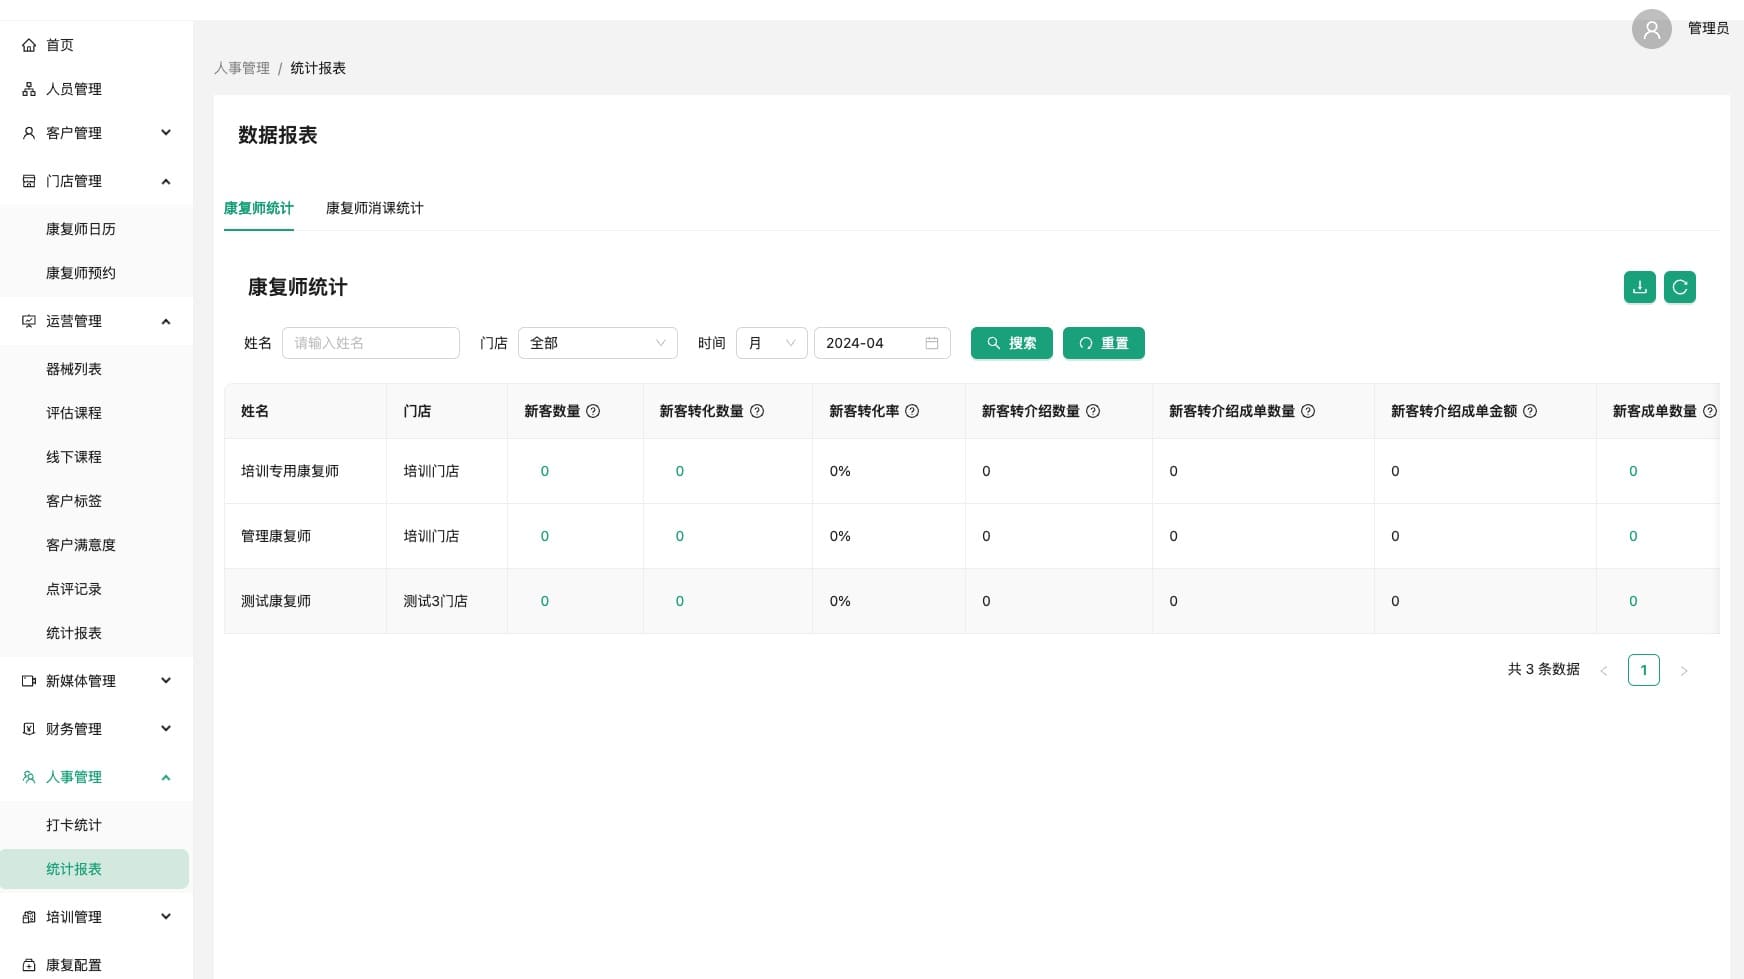 管理员
首页
人员管理
客户管理
门店管理
康复师日历
康复师预约
运营管理
器械列表
评估课程
线下课程
客户标签
客户满意度
点评记录
统计报表
新媒体管理
财务管理
人事管理
打卡统计
统计报表
培训管理
康复配置
人事管理 / 统计报表
数据报表
康复师统计 康复师消课统计
康复师统计
姓名 请输入姓名 门店 全部 时间 月 2024-04 搜索 重置
姓名 门店 新客数量 新客转化数量 新客转化率 新客转介绍数量 新客转介绍成单数量 新客转介绍成单金额 新客成单数量
培训专用康复师 培训门店 0 0 0% 0 0 0 0
管理康复师 培训门店 0 0 0% 0 0 0 0
测试康复师 测试3门店 0 0 0% 0 0 0 0
共 3 条数据 < 1 >